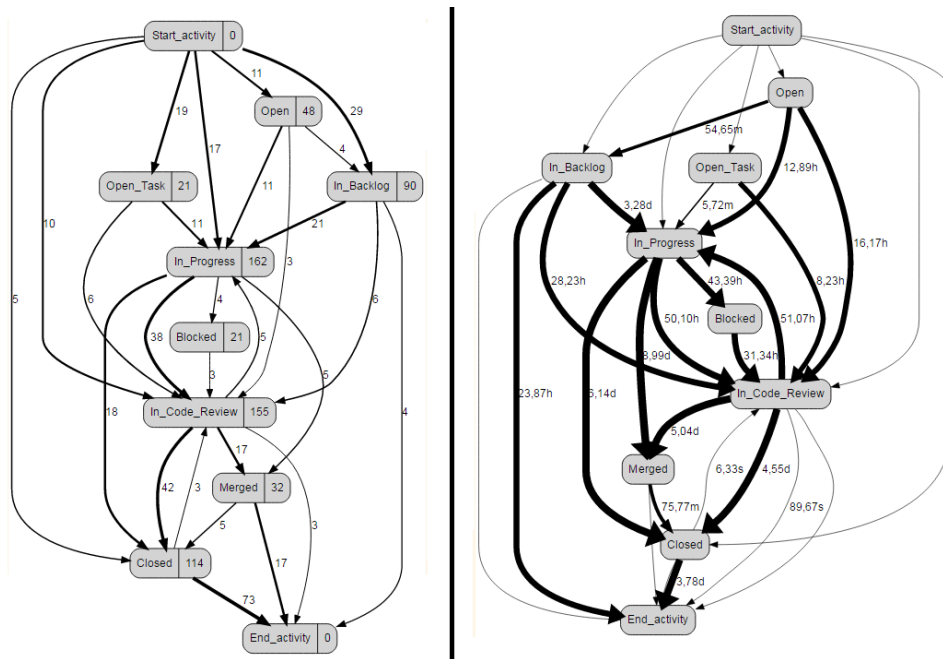 Start_activity 0
11
Open 48
29
19
17
4
Open_Task 21
In_Backlog 90
11
10
11
21
In_Progress 162
3
5
6
4
6
Blocked 21
38
5
3
5
18
In_Code_Review 155
4
17
42
3
Merged 32
5
3
Closed 114
17
73
End_activity 0
Start_activity
Open
54,65m
In_Backlog
Open_Task
12,89h
3,28d
5,72m
In_Progress
16,17h
28,23h
43,39h
8,23h
Blocked
50,10h
51,07h
8,99d
31,34h
23,87h
6,14d
In_Code_Review
5,04d
Merged
6,33s
4,55d
75,77m
89,67s
Closed
3,78d
End_activity